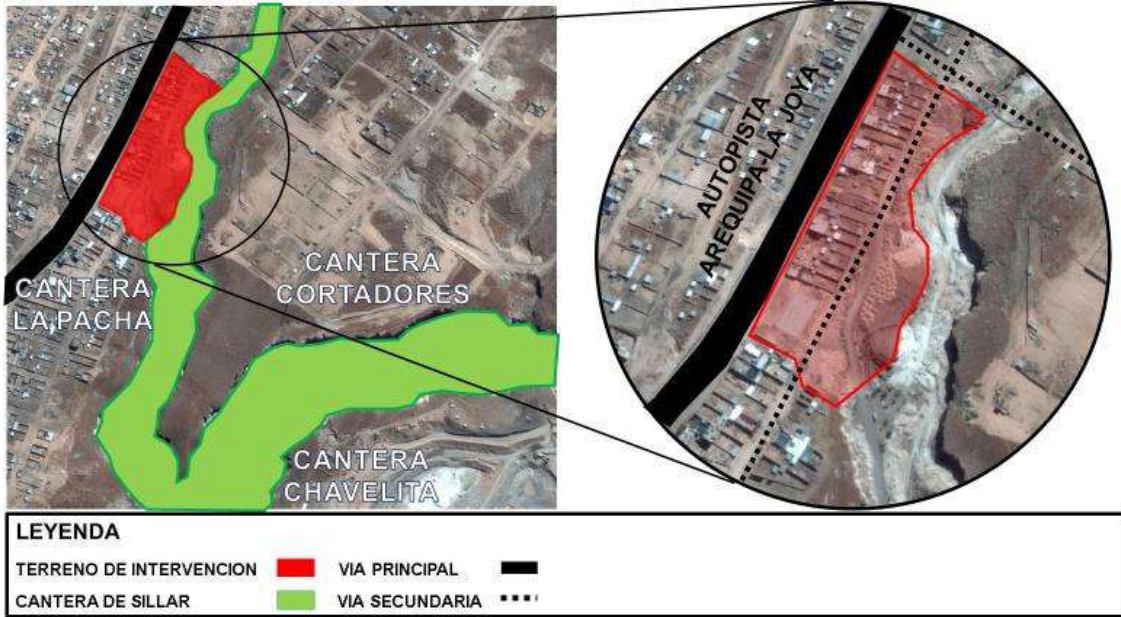 CANTERA
LA PACHA
CANTERA
CORTADORES
CANTERA
CHAVELITA
AUTOPISTA
AREQUIPA-LA JOYA
LEYENDA
TERRENO DE INTERVENCION
VIA PRINCIPAL
CANTERA DE SILLAR
VIA SECUNDARIA